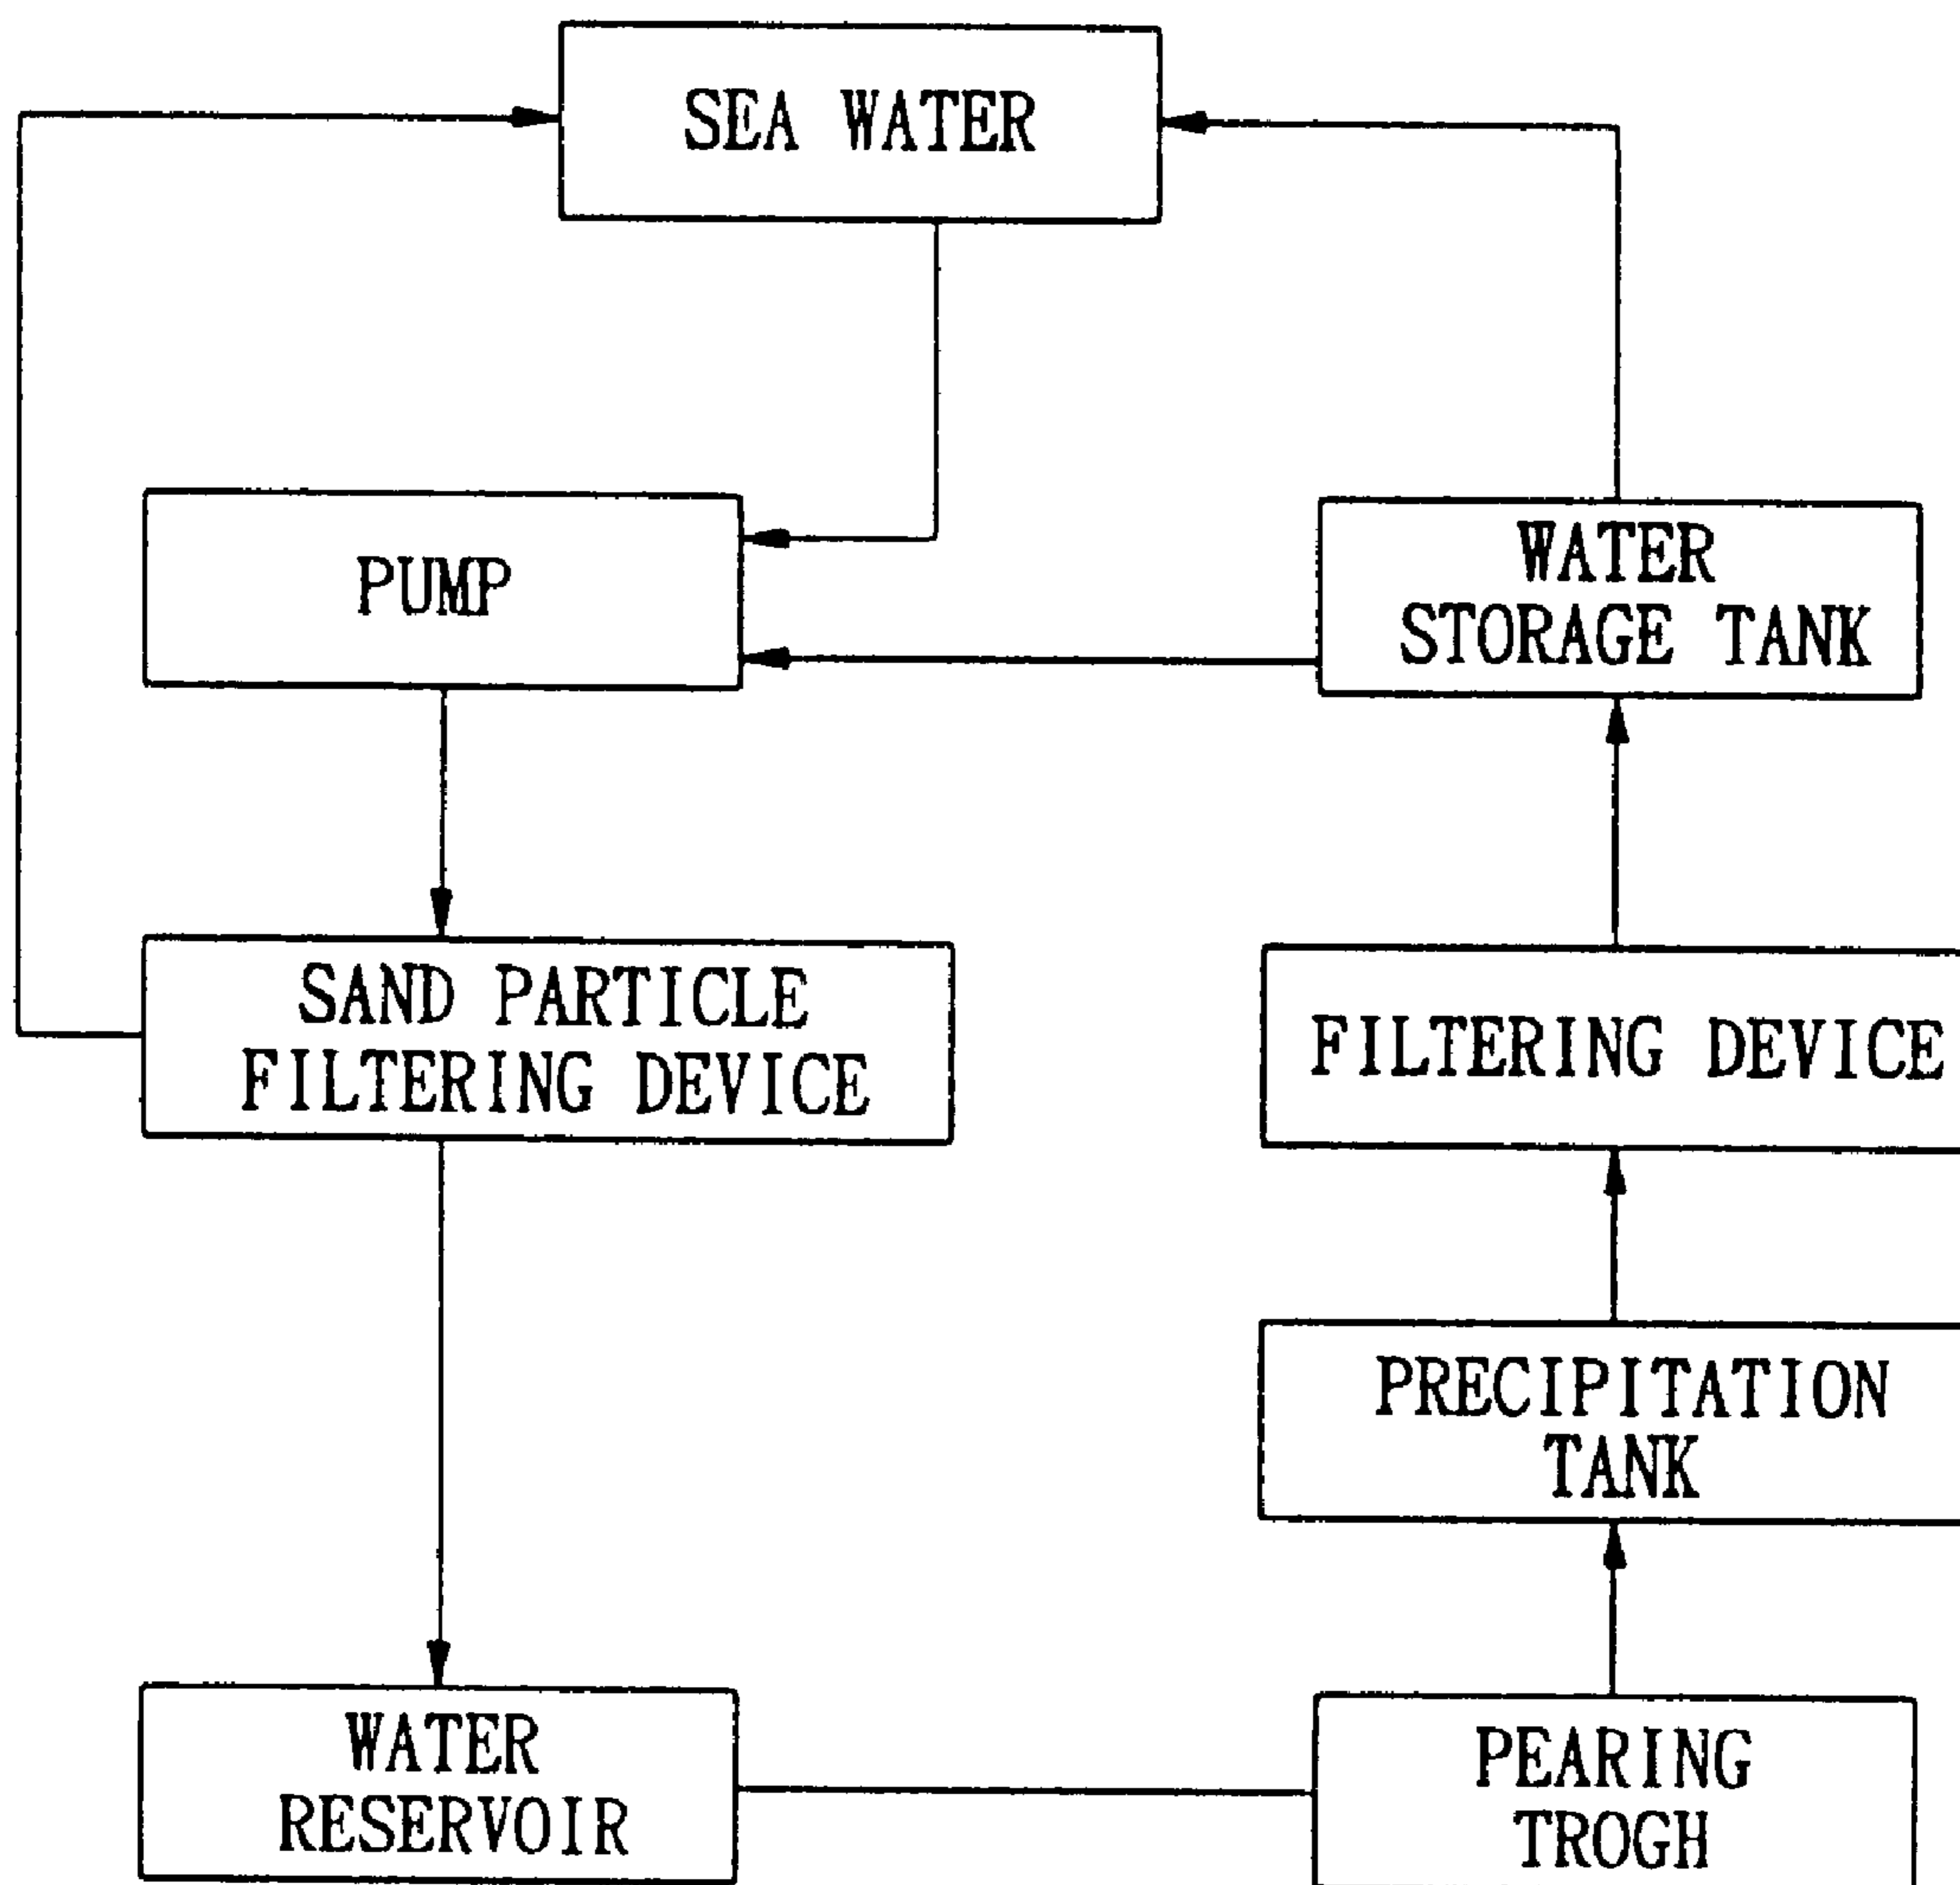 SEA WATER
PUMP
WATER
STORAGE TANK
SAND PARTICLE
FILTERING DEVICE
FILTERING DEVICE
PRECIPITATION
TANK
WATER
RESERVOIR
PEARING
TROGH